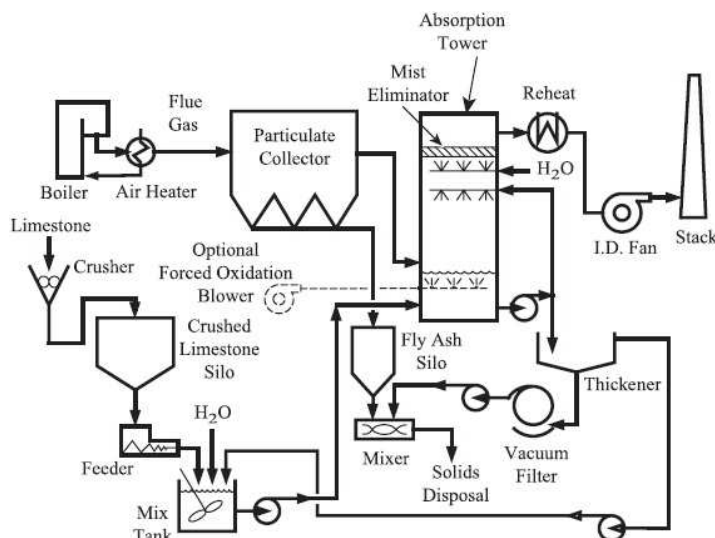 Absorption
Tower
Mist
Eliminator
Reheat
Flue
Gas
Particulate
Collector
H₂O
Boiler
Air Heater
Stack
I.D. Fan
Limestone
Crusher
Optional
Forced Oxidation
Blower
Crushed
Limestone
Silo
Fly Ash
Silo
Thickener
H₂O
Feeder
Mixer
Vacuum
Filter
Solids
Disposal
Mix
Tank